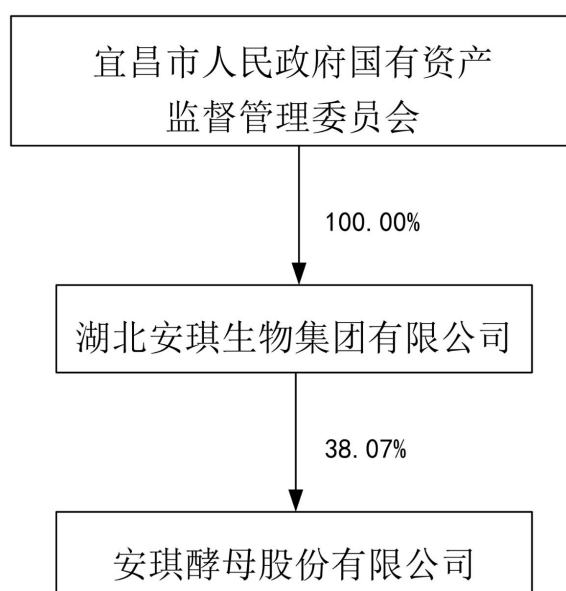 宜昌市人民政府国有资产
监督管理委员会
100.00%
湖北安琪生物集团有限公司
38.07%
安琪酵母股份有限公司